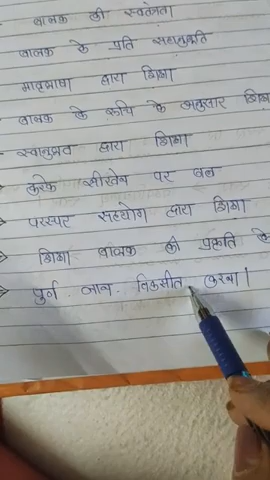 बालक की स्वतंत्रता
बालक के प्रति सहानुभूति
मातृभाषा द्वारा शिक्षा
बालक के रूचि के अनुसार शिक्षा
स्वानुभव द्वारा शिक्षा
करके सीखने पर बल
परस्पर सहयोग द्वारा शिक्षा
शिक्षा बालक की प्रकृति के
पुर्ण ज्ञान विकसीत करना।